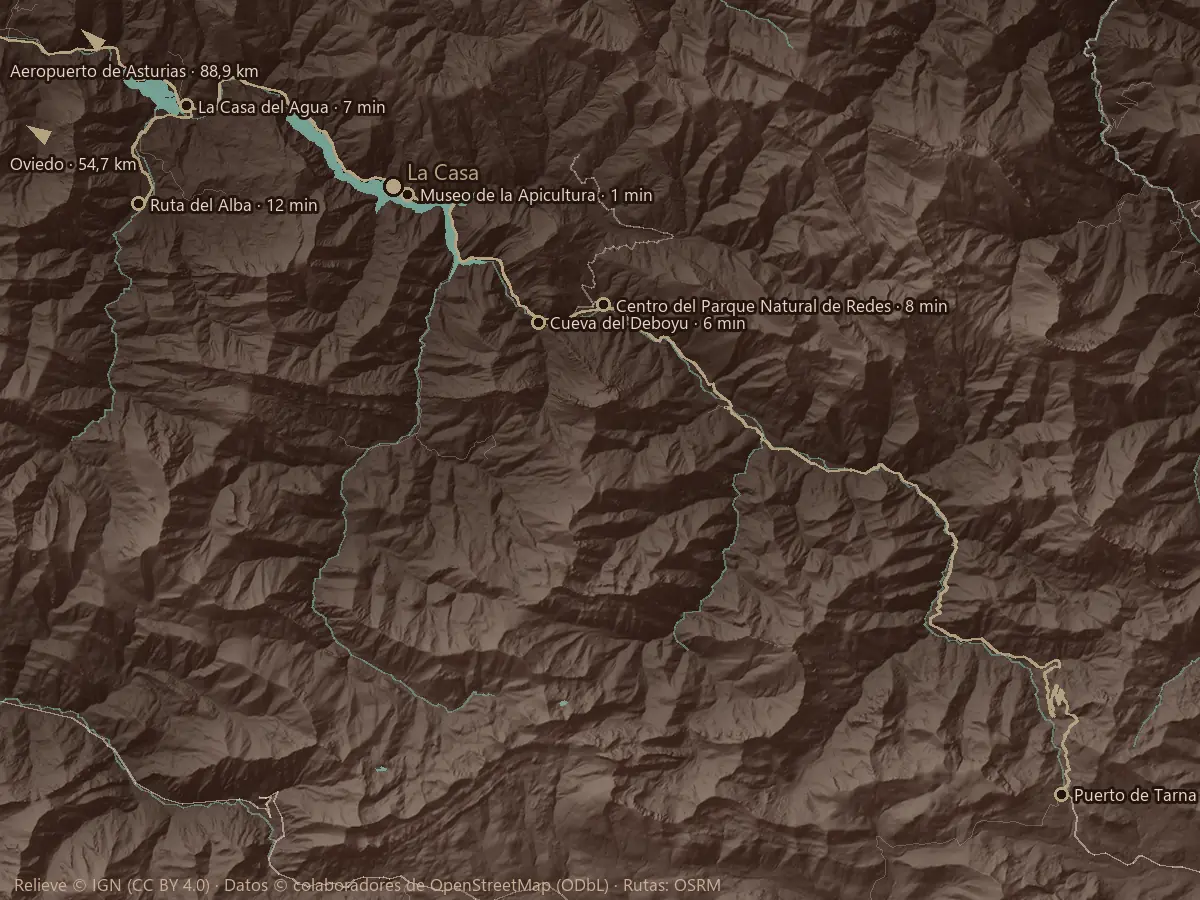 Aeropuerto de Asturias · 88,9 km
La Casa del Agua · 7 min
Oviedo · 54,7 km
La Casa
Museo de la Apicultura · 1 min
Ruta del Alba · 12 min
Centro del Parque Natural de Redes · 8 min
Cueva del Deboyu · 6 min
Puerto de Tarna
Relieve © IGN (CC BY 4.0) · Datos © colaboradores de OpenStreetMap (ODbL) · Rutas: OSRM